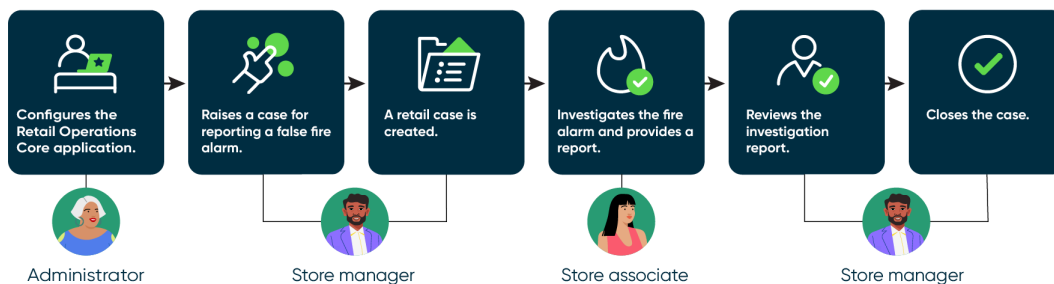 Configures the
Retail Operations
Core application.
Raises a case for
reporting a false fire
alarm.
A retail case is
created.
Investigates the fire
alarm and provides a
report.
Reviews the
investigation
report.
Closes the case.
Administrator
Store manager
Store associate
Store manager